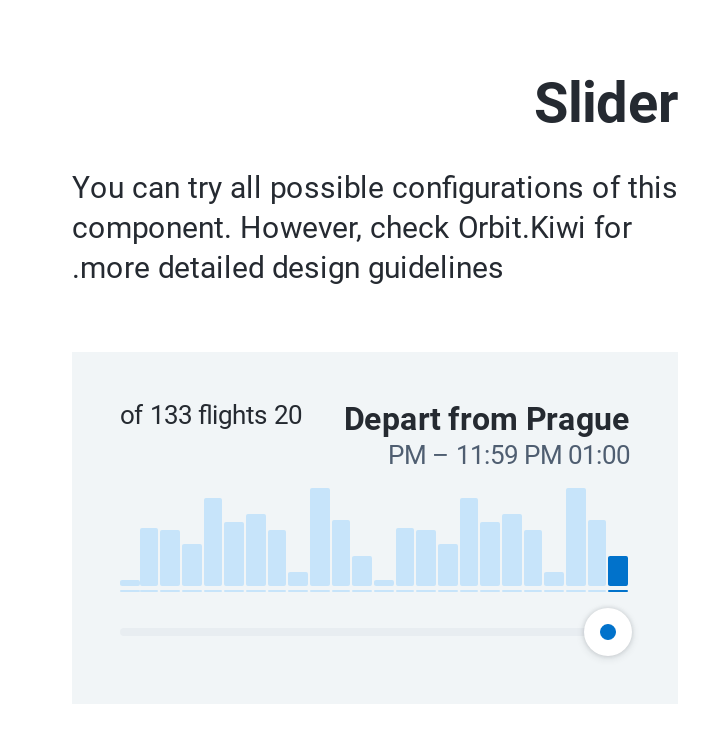 Slider
You can try all possible configurations of this
component. However, check Orbit.Kiwi for
.more detailed design guidelines
Depart from Prague
of 133 flights 20
PM – 11:59 PM 01:00